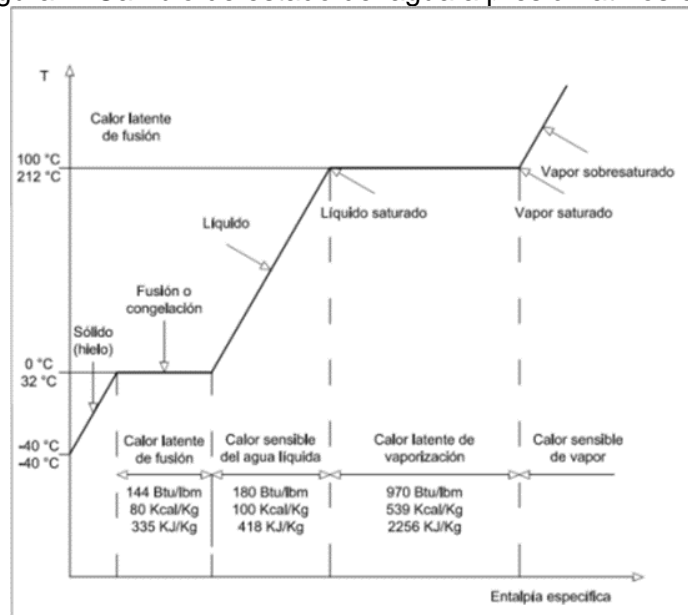 T
Calor latente
de fusión
100 °C
212 °C
Vapor sobresaturado
Líquido saturado
Vapor saturado
Líquido
Fusión o
congelación
Sólido
(hielo)
0 °C
32 °C
-40 °C
-40 °C
Calor latente
de fusión
144 Btu/lbm
80 Kcal/Kg
335 KJ/Kg
Calor sensible
del agua líquida
180 Btu/lbm
100 Kcal/Kg
418 KJ/Kg
Calor latente de
vaporización
970 Btu/lbm
539 Kcal/Kg
2256 KJ/Kg
Calor sensible
de vapor
Entalpía específica